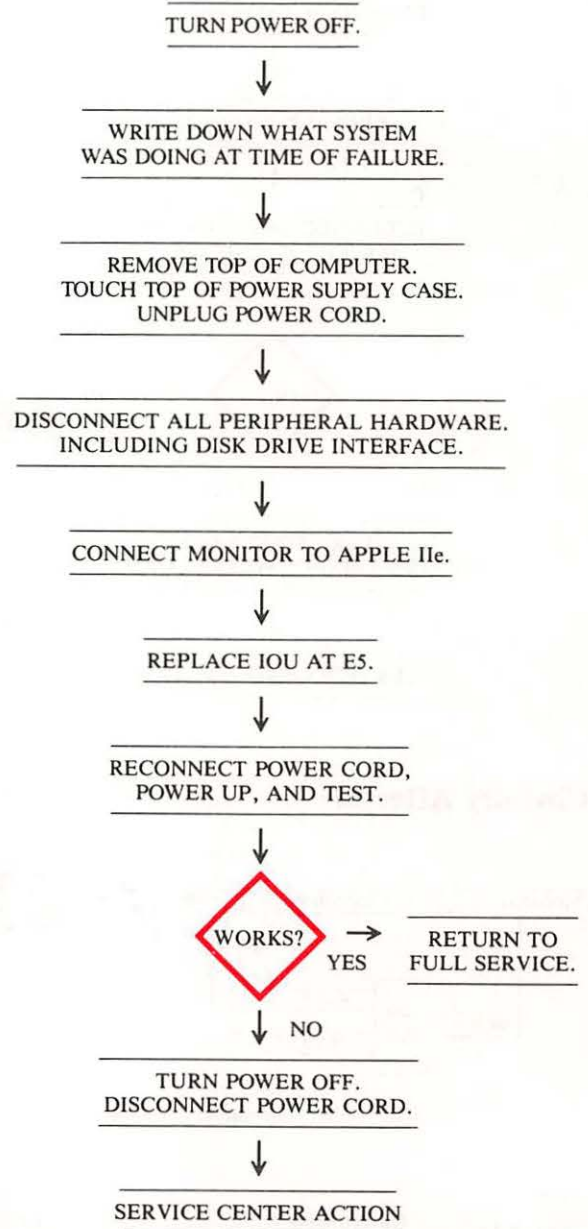 TURN POWER OFF.
WRITE DOWN WHAT SYSTEM
WAS DOING AT TIME OF FAILURE.
REMOVE TOP OF COMPUTER.
TOUCH TOP OF POWER SUPPLY CASE.
UNPLUG POWER CORD.
DISCONNECT ALL PERIPHERAL HARDWARE.
INCLUDING DISK DRIVE INTERFACE.
CONNECT MONITOR TO APPLE IIe.
REPLACE IOU AT E5.
RECONNECT POWER CORD,
POWER UP, AND TEST.
WORKS?
YES
RETURN TO
FULL SERVICE.
NO
TURN POWER OFF.
DISCONNECT POWER CORD.
SERVICE CENTER ACTION